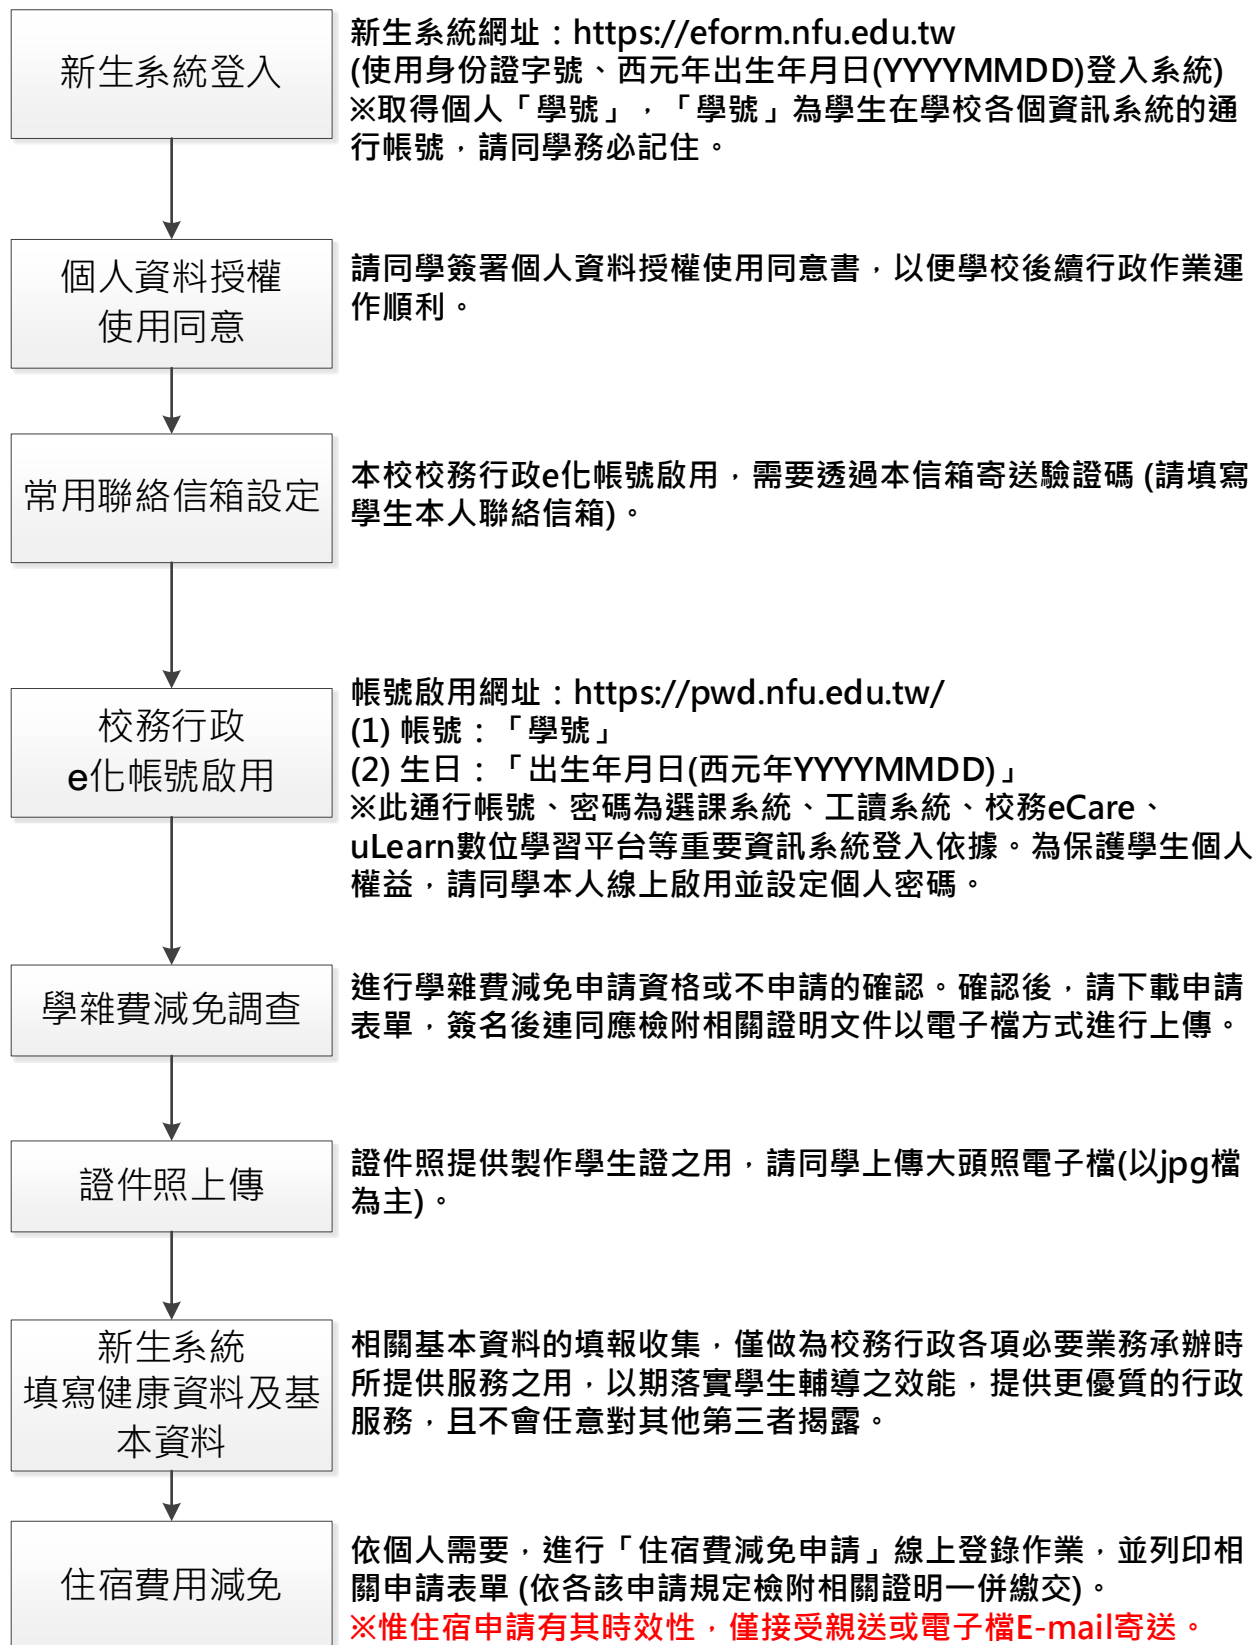 新生系統登入
新生系統網址：https://eform.nfu.edu.tw
(使用身份證字號、西元年出生年月日(YYYYMMDD)登入系統)
※取得個人「學號」，「學號」為學生在學校各個資訊系統的通
行帳號，請同學務必記住。
個人資料授權
使用同意
請同學簽署個人資料授權使用同意書，以便學校後續行政作業運
作順利。
常用聯絡信箱設定
本校校務行政e化帳號啟用，需要透過本信箱寄送驗證碼 (請填寫
學生本人聯絡信箱)。
校務行政
e化帳號啟用
帳號啟用網址：https://pwd.nfu.edu.tw/
(1) 帳號：「學號」
(2) 生日：「出生年月日(西元年YYYYMMDD)」
※此通行帳號、密碼為選課系統、工讀系統、校務eCare、
uLearn數位學習平台等重要資訊系統登入依據。為保護學生個人
權益，請同學本人線上啟用並設定個人密碼。
學雜費減免調查
進行學雜費減免申請資格或不申請的確認。確認後，請下載申請
表單，簽名後連同應檢附相關證明文件以電子檔方式進行上傳。
證件照上傳
證件照提供製作學生證之用，請同學上傳大頭照電子檔(以jpg檔
為主)。
新生系統
填寫健康資料及基
本資料
相關基本資料的填報收集，僅做為校務行政各項必要業務承辦時
所提供服務之用，以期落實學生輔導之效能，提供更優質的行政
服務，且不會任意對其他第三者揭露。
住宿費用減免
依個人需要，進行「住宿費減免申請」線上登錄作業，並列印相
關申請表單 (依各該申請規定檢附相關證明一併繳交)。
※惟住宿申請有其時效性，僅接受親送或電子檔E-mail寄送。